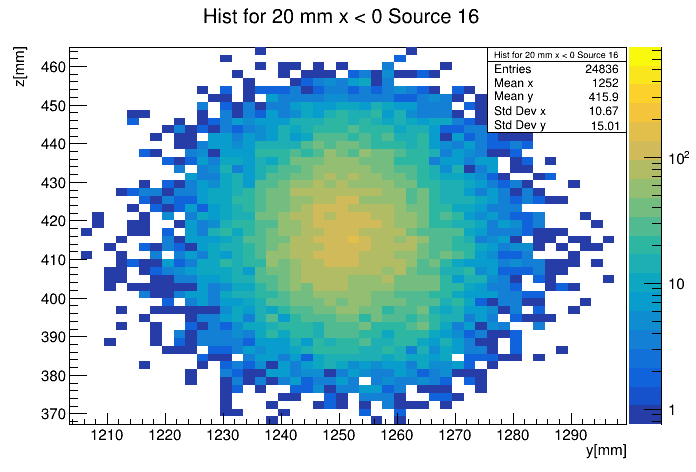 Hist for 20 mm x < 0 Source 16
z[mm]
460
450
440
430
420
410
400
390
380
370
Hist for 20 mm x < 0 Source 16
Entries 24836
Mean x 1252
Mean y 415.9
Std Dev x 10.67
Std Dev y 15.01
10²
10
1
1210 1220 1230 1240 1250 1260 1270 1280 1290
y[mm]